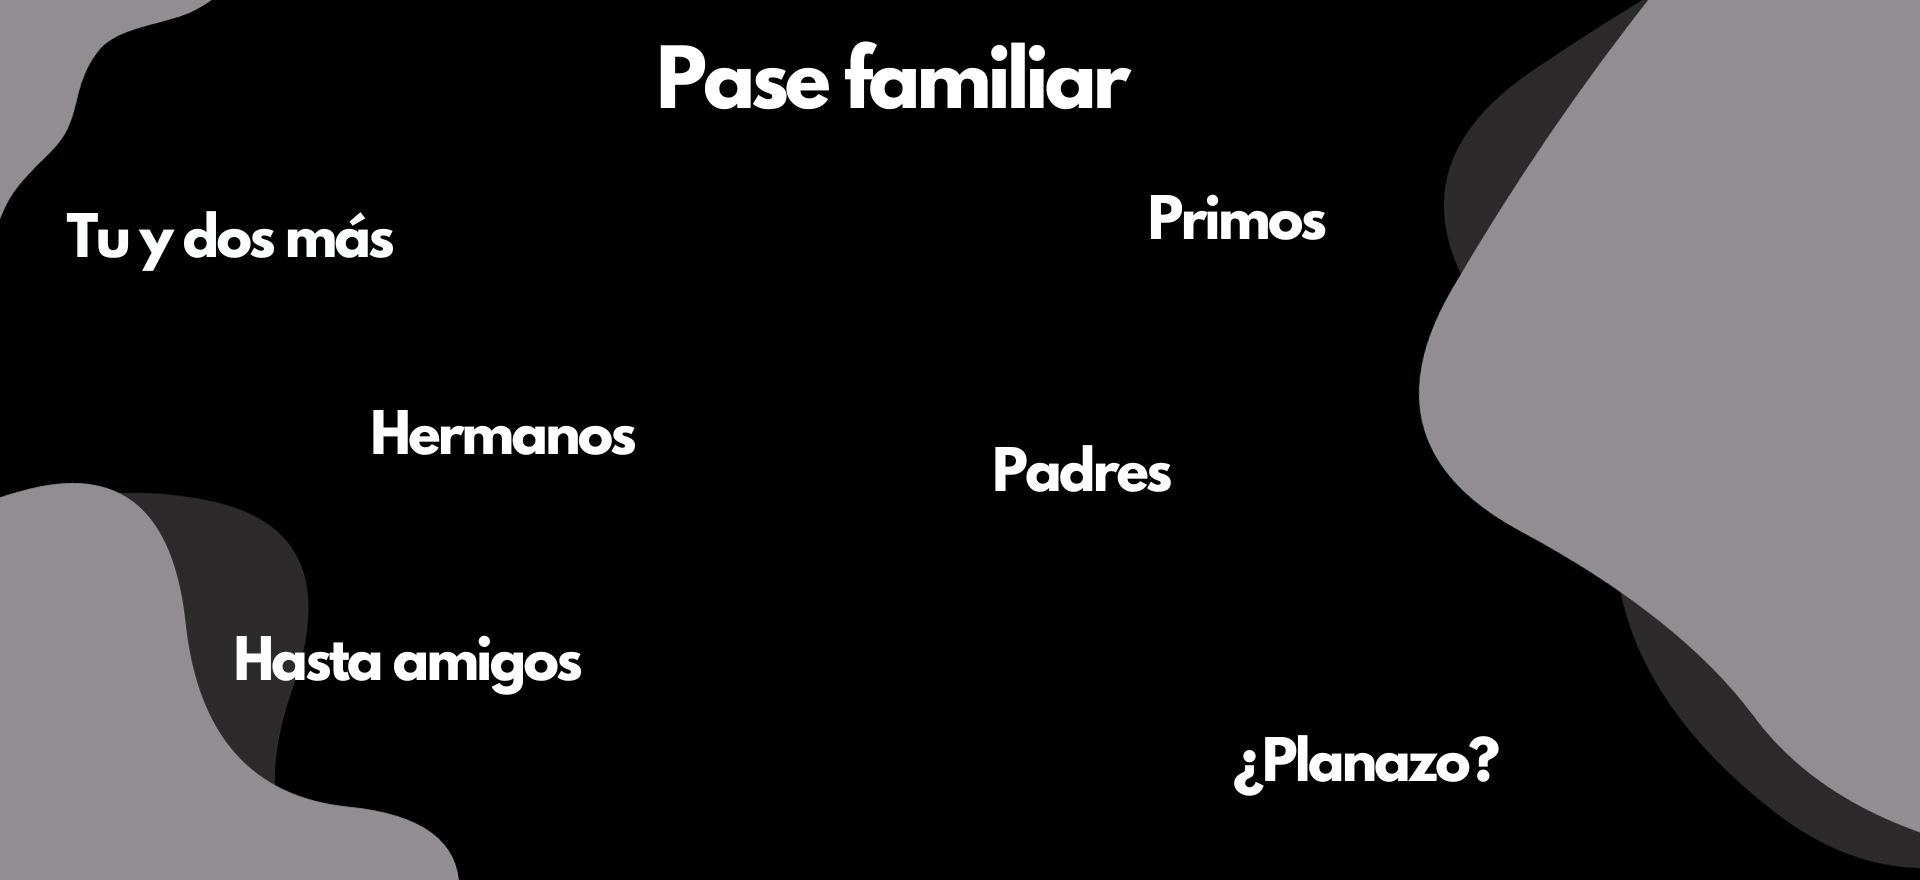 Pase familiar
Tu y dos más
Primos
Hermanos
Padres
Hasta amigos
¿Planazo?